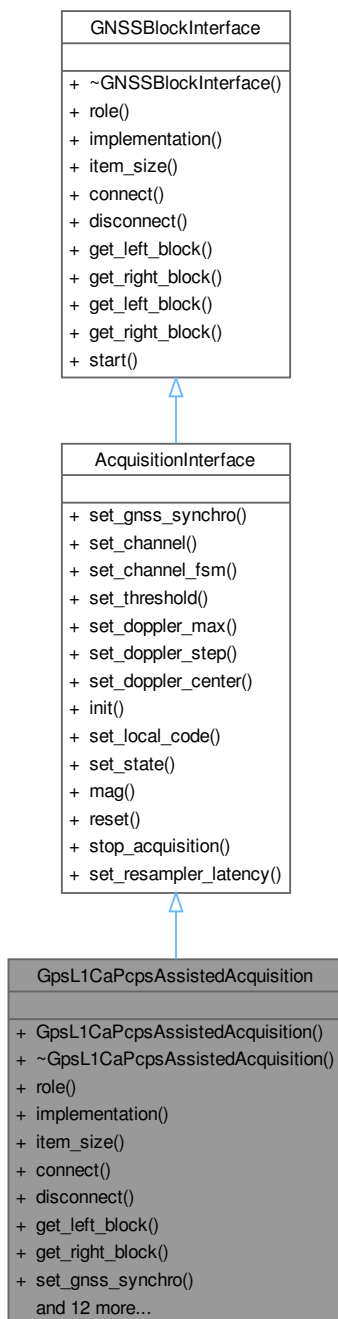 GNSSBlockInterface
+ ~GNSSBlockInterface()
+ role()
+ implementation()
+ item_size()
+ connect()
+ disconnect()
+ get_left_block()
+ get_right_block()
+ get_left_block()
+ get_right_block()
+ start()
AcquisitionInterface
+ set_gnss_synchro()
+ set_channel()
+ set_channel_fsm()
+ set_threshold()
+ set_doppler_max()
+ set_doppler_step()
+ set_doppler_center()
+ init()
+ set_local_code()
+ set_state()
+ mag()
+ reset()
+ stop_acquisition()
+ set_resampler_latency()
GpsL1CaPcpsAssistedAcquisition
+ GpsL1CaPcpsAssistedAcquisition()
+ ~GpsL1CaPcpsAssistedAcquisition()
+ role()
+ implementation()
+ item_size()
+ connect()
+ disconnect()
+ get_left_block()
+ get_right_block()
+ set_gnss_synchro()
and 12 more...